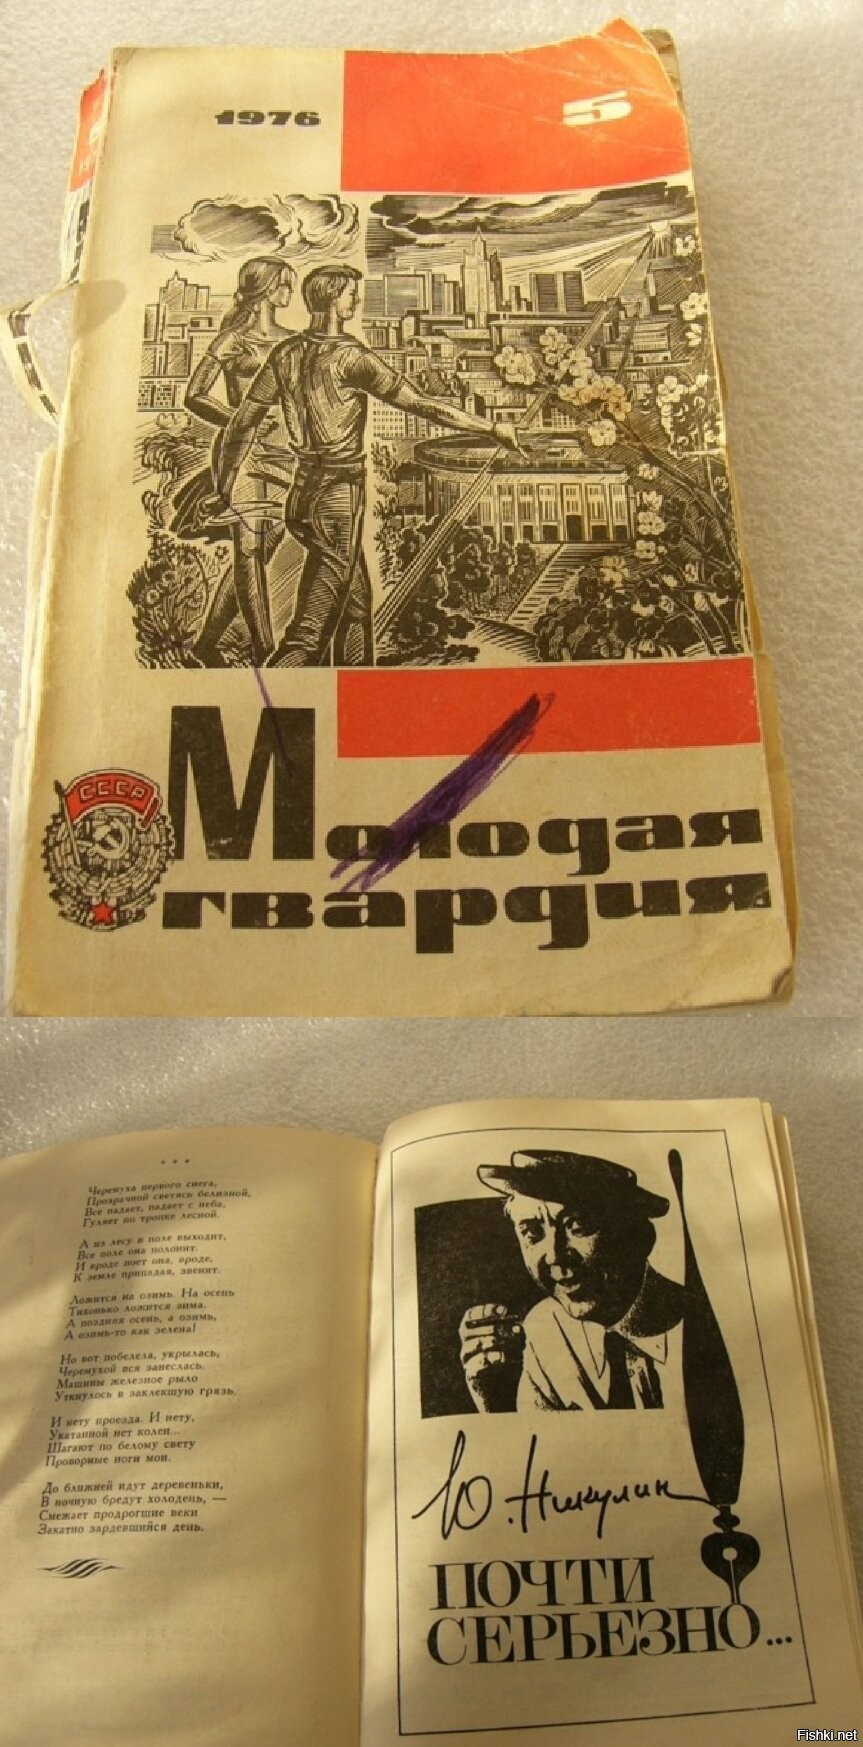 1976
5
СССР
Молодая
гвардия
* * *
Черемуха первого снега,
Прозрачной светясь белизной,
Все падает, падает с неба,
Гуляет по тропке лесной.
А из лесу в поле выходит,
Все поле она полонит.
И вроде поет она, вроде,
К земле припадая, звенит.
Ложится на озимь. На осень
Тихонько ложится зима.
А поздняя осень, а озимь,
А озимь-то как зелена!
Но вот побелела, укрылась,
Черемухой вся занеслась.
Машины железное рыло
Уткнулось в заклекшую грязь.
И нету проезда. И нету,
Укатанной нет колеи...
Шагают по белому свету
Проворные ноги мои.
До ближней идут деревеньки,
В ночную бредут холодень, —
Смежает продрогшие веки
Закатно зардевшийся день.
Ю. Никулин
ПОЧТИ
СЕРЬЕЗНО...
Fishki.net